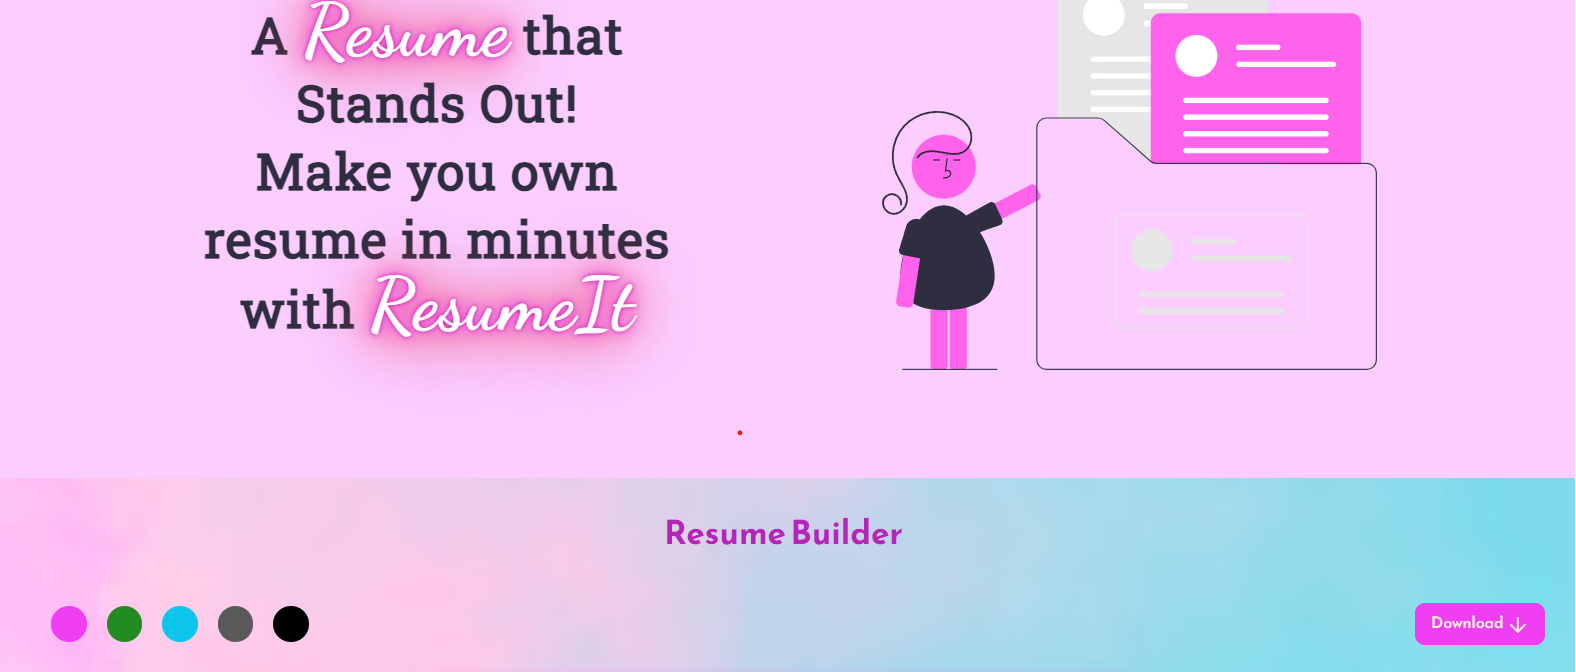 A Resume that
Stands Out!
Make you own
resume in minutes
with ResumeIt
Resume Builder
Download